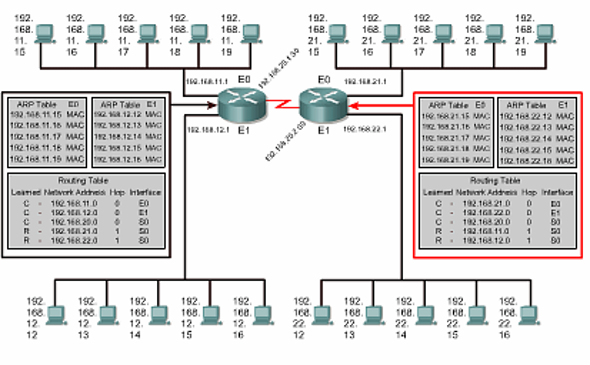 192.
168.
11.
15
192.
168.
11.
16
192.
168.
11.
17
192.
168.
11.
18
192.
168.
11.
19
192.
168.
21.
15
192.
168.
21.
16
192.
168.
21.
17
192.
168.
21.
18
192.
168.
21.
19
192.168.11.1
E0
E0
192.168.21.1
192.168.12.1
E1
E1
192.168.22.1
ARP Table E0
192.168.11.15 MAC
192.168.11.16 MAC
192.168.11.17 MAC
192.168.11.18 MAC
192.168.11.19 MAC
ARP Table E1
192.168.12.12 MAC
192.168.12.13 MAC
192.168.12.14 MAC
192.168.12.15 MAC
192.168.12.16 MAC
Routing Table
Learned Network Address Hop Interface
C - 192.168.11.0 0 E0
C - 192.168.12.0 0 E1
C - 192.168.20.0 0 S0
R - 192.168.21.0 1 S0
R - 192.168.22.0 1 S0
ARP Table E0
192.168.21.15 MAC
192.168.21.16 MAC
192.168.21.17 MAC
192.168.21.18 MAC
192.168.21.19 MAC
ARP Table E1
192.168.22.12 MAC
192.168.22.13 MAC
192.168.22.14 MAC
192.168.22.15 MAC
192.168.22.16 MAC
Routing Table
Learned Network Address Hop Interface
C - 192.168.21.0 0 E0
C - 192.168.22.0 0 E1
C - 192.168.20.0 0 S0
R - 192.168.11.0 1 S0
R - 192.168.12.0 1 S0
192.
168.
12.
12
192.
168.
12.
13
192.
168.
12.
14
192.
168.
12.
15
192.
168.
12.
16
192.
168.
22.
12
192.
168.
22.
13
192.
168.
22.
14
192.
168.
22.
15
192.
168.
22.
16